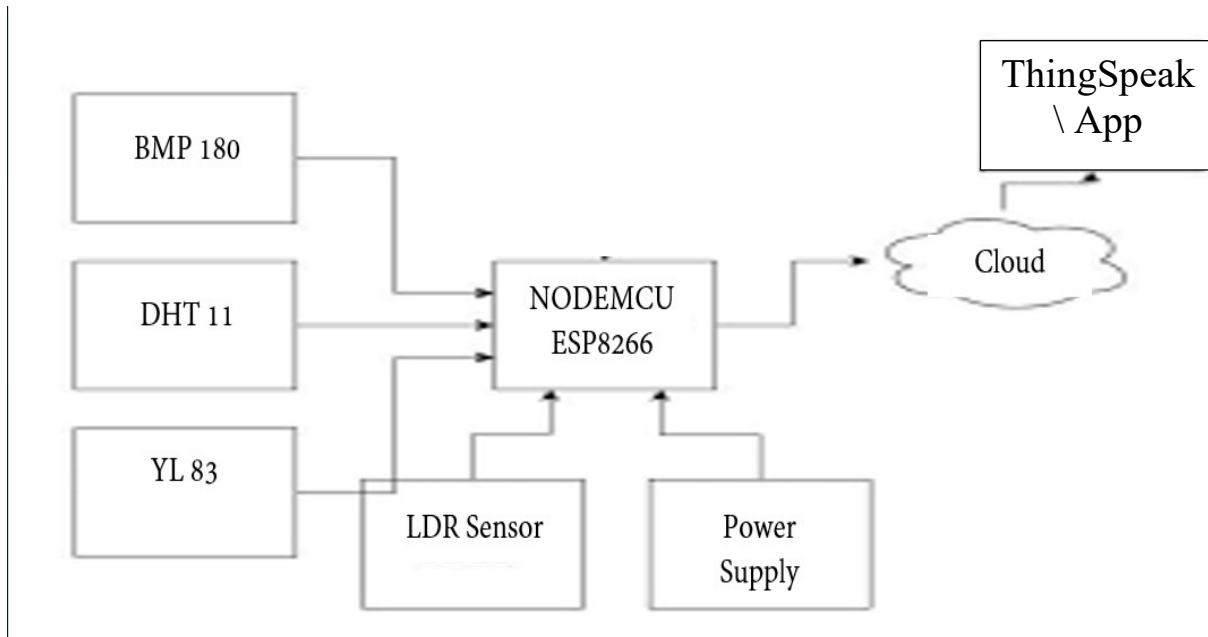 ThingSpeak
\ App
BMP 180
DHT 11
YL 83
NODEMCU
ESP8266
Cloud
LDR Sensor
Power
Supply